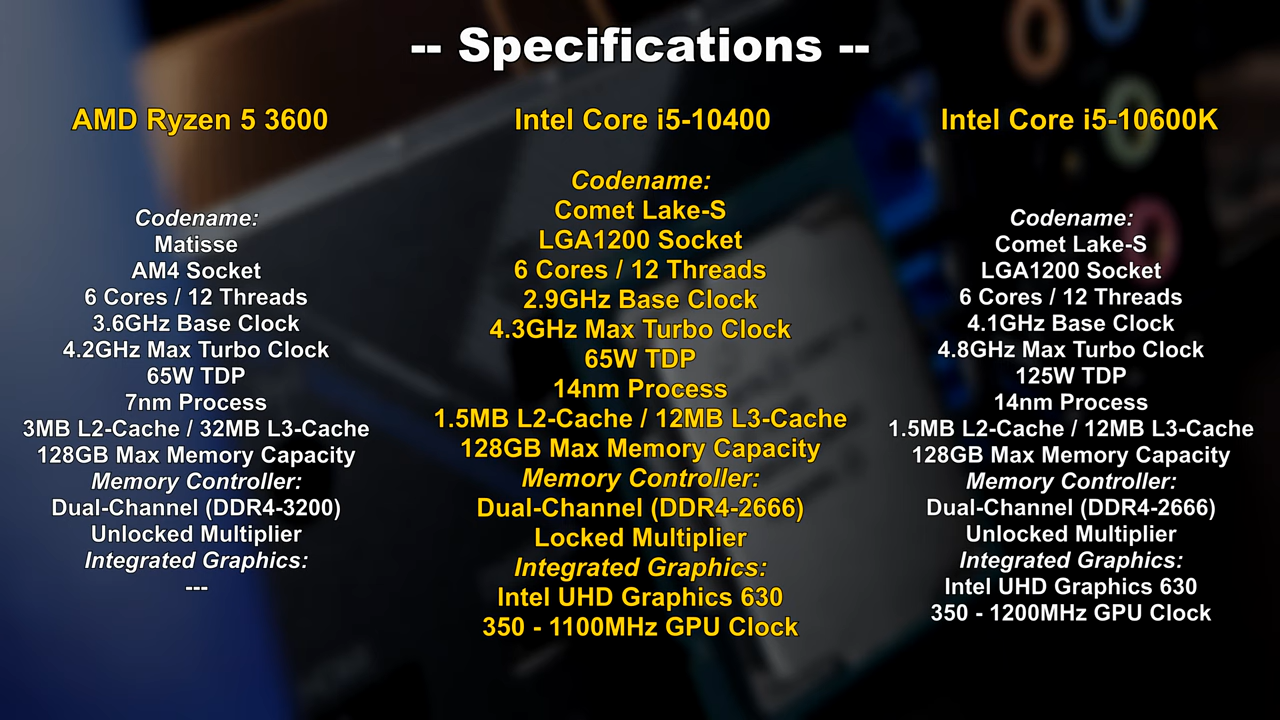 -- Specifications --
AMD Ryzen 5 3600
Codename:
Matisse
AM4 Socket
6 Cores / 12 Threads
3.6GHz Base Clock
4.2GHz Max Turbo Clock
65W TDP
7nm Process
3MB L2-Cache / 32MB L3-Cache
128GB Max Memory Capacity
Memory Controller:
Dual-Channel (DDR4-3200)
Unlocked Multiplier
Integrated Graphics:
---
Intel Core i5-10400
Codename:
Comet Lake-S
LGA1200 Socket
6 Cores / 12 Threads
2.9GHz Base Clock
4.3GHz Max Turbo Clock
65W TDP
14nm Process
1.5MB L2-Cache / 12MB L3-Cache
128GB Max Memory Capacity
Memory Controller:
Dual-Channel (DDR4-2666)
Locked Multiplier
Integrated Graphics:
Intel UHD Graphics 630
350 - 1100MHz GPU Clock
Intel Core i5-10600K
Codename:
Comet Lake-S
LGA1200 Socket
6 Cores / 12 Threads
4.1GHz Base Clock
4.8GHz Max Turbo Clock
125W TDP
14nm Process
1.5MB L2-Cache / 12MB L3-Cache
128GB Max Memory Capacity
Memory Controller:
Dual-Channel (DDR4-2666)
Unlocked Multiplier
Integrated Graphics:
Intel UHD Graphics 630
350 - 1200MHz GPU Clock